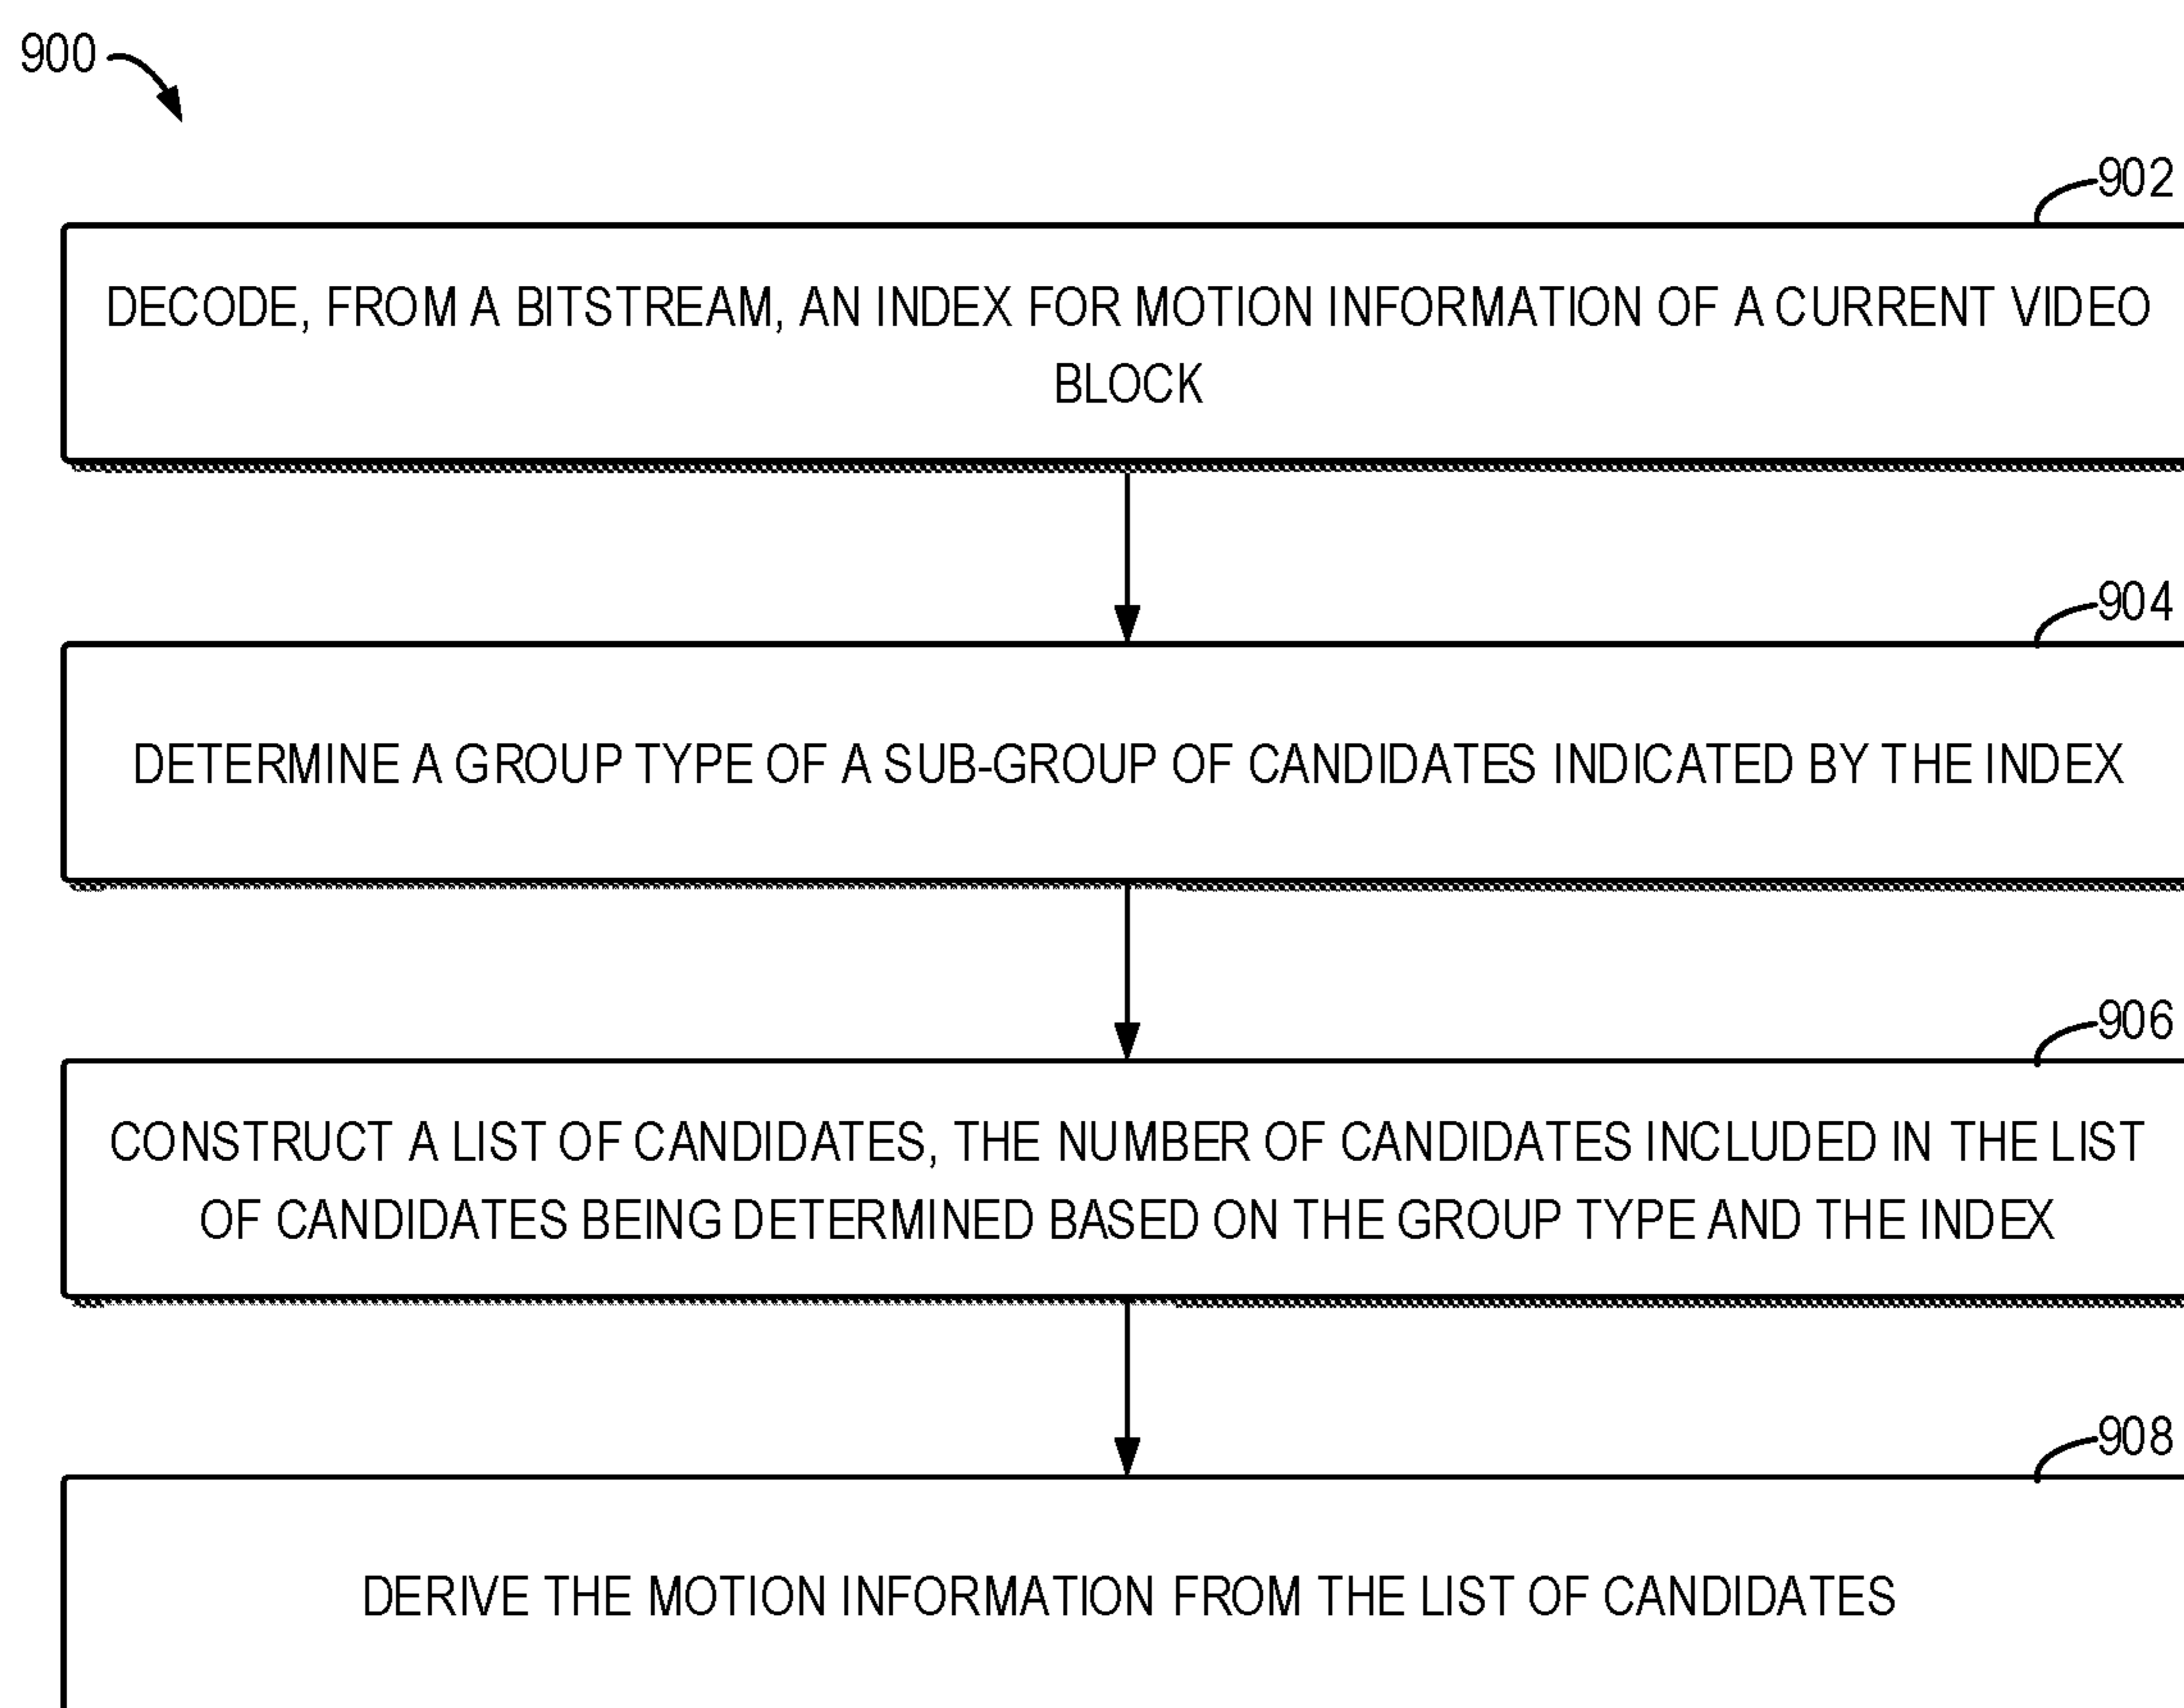 900
902
DECODE, FROM A BITSTREAM, AN INDEX FOR MOTION INFORMATION OF A CURRENT VIDEO
BLOCK
904
DETERMINE A GROUP TYPE OF A SUB-GROUP OF CANDIDATES INDICATED BY THE INDEX
906
CONSTRUCT A LIST OF CANDIDATES, THE NUMBER OF CANDIDATES INCLUDED IN THE LIST
OF CANDIDATES BEING DETERMINED BASED ON THE GROUP TYPE AND THE INDEX
908
DERIVE THE MOTION INFORMATION FROM THE LIST OF CANDIDATES